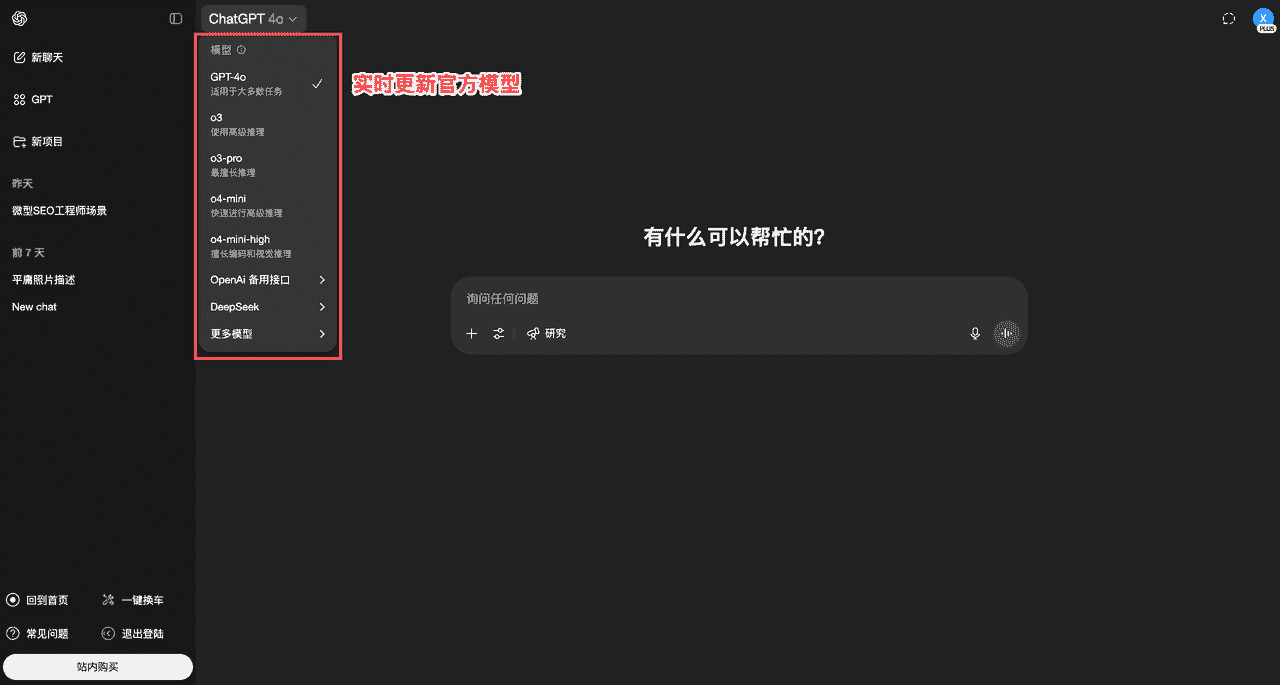 ChatGPT 4o
PLUS
X
新聊天
GPT
新项目
昨天
微型SEO工程师场景
前 7 天
平庸照片描述
New chat
模型
GPT-4o
适用于大多数任务
o3
使用高级推理
o3-pro
最擅长推理
o4-mini
快速进行高级推理
o4-mini-high
擅长编码和视觉推理
OpenAi 备用接口
DeepSeek
更多模型
实时更新官方模型
有什么可以帮忙的?
询问任何问题
研究
回到首页
一键换车
常见问题
退出登陆
站内购买